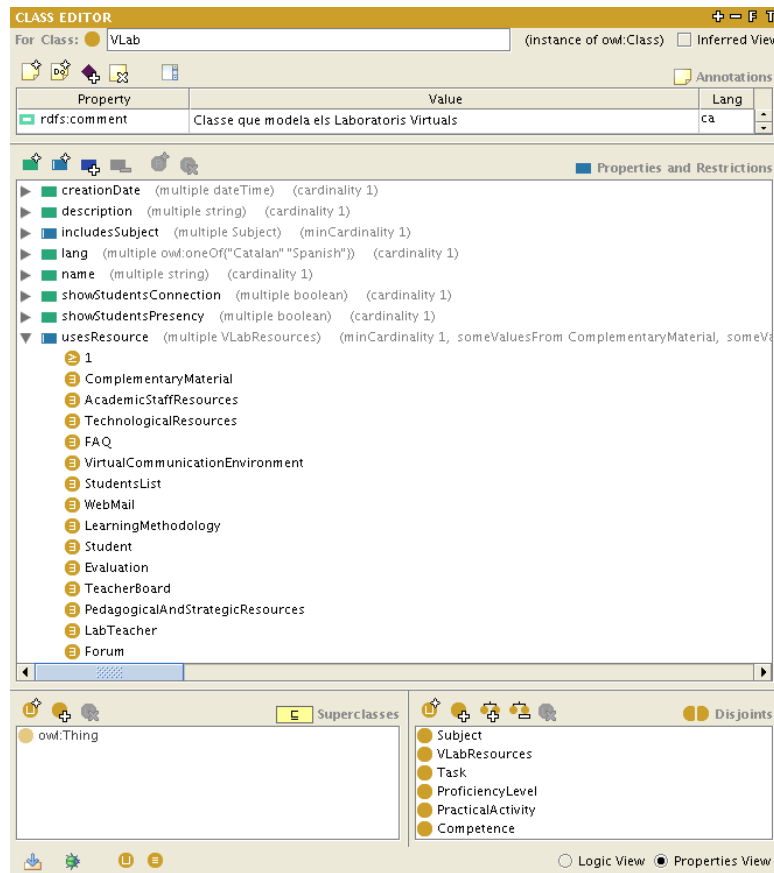 CLASS EDITOR
F T
For Class: VLab (instance of owl:Class) Inferred View
Annotations
Property Value Lang
rdfs:comment Classe que modela els Laboratoris Virtuals ca
Properties and Restrictions
creationDate (multiple dateTime) (cardinality 1)
description (multiple string) (cardinality 1)
includesSubject (multiple Subject) (minCardinality 1)
lang (multiple owl:oneOf{"Catalan" "Spanish"}) (cardinality 1)
name (multiple string) (cardinality 1)
showStudentsConnection (multiple boolean) (cardinality 1)
showStudentsPresency (multiple boolean) (cardinality 1)
usesResource (multiple VLabResources) (minCardinality 1, someValuesFrom ComplementaryMaterial, someVa
≥ 1
ComplementaryMaterial
AcademicStaffResources
TechnologicalResources
FAQ
VirtualCommunicationEnvironment
StudentsList
WebMail
LearningMethodology
Student
Evaluation
TeacherBoard
PedagogicalAndStrategicResources
LabTeacher
Forum
⊑ Superclasses
owl:Thing
Disjoints
Subject
VLabResources
Task
ProficiencyLevel
PracticalActivity
Competence
Logic View Properties View